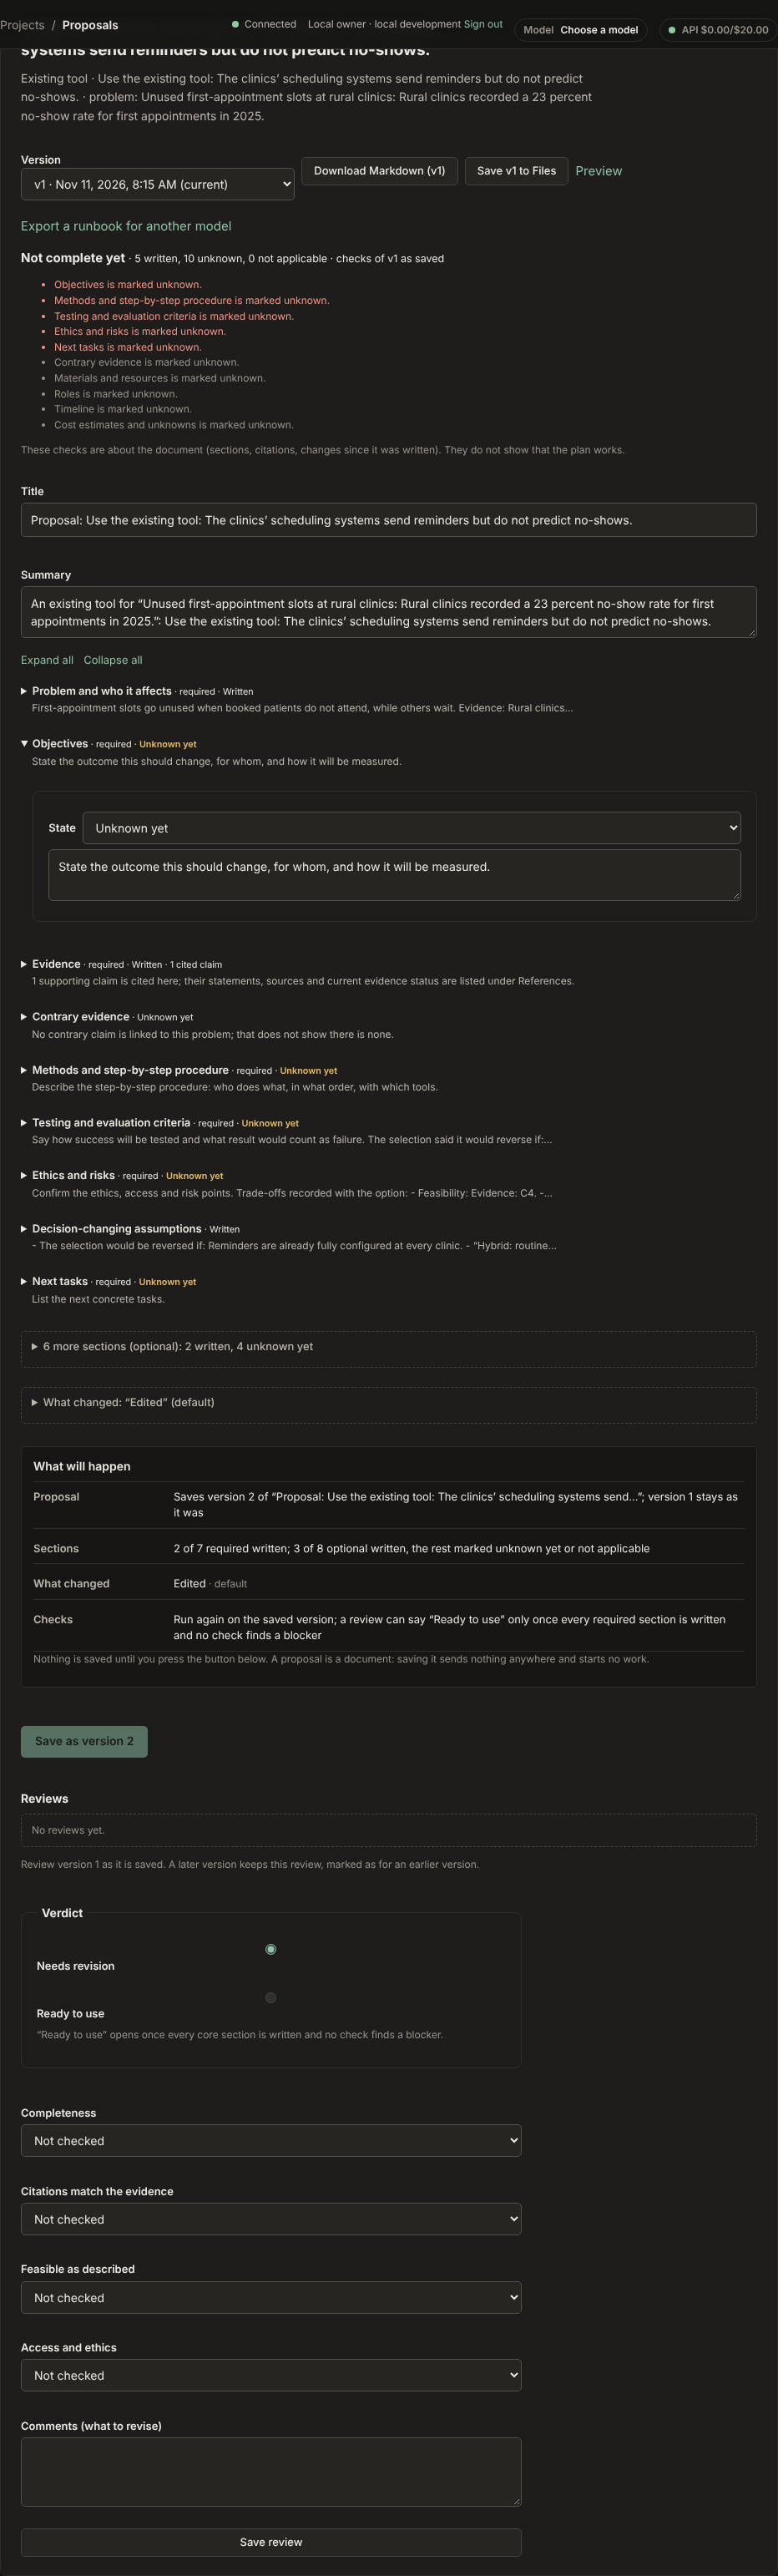 Projects / Proposals
Connected
Local owner · local development Sign out
Model Choose a model
API $0.00/$20.00
systems send reminders but do not predict no-shows.
Existing tool · Use the existing tool: The clinics’ scheduling systems send reminders but do not predict
no-shows. · problem: Unused first-appointment slots at rural clinics: Rural clinics recorded a 23 percent
no-show rate for first appointments in 2025.
Version
v1 · Nov 11, 2026, 8:15 AM (current)
Download Markdown (v1)
Save v1 to Files
Preview
Export a runbook for another model
Not complete yet · 5 written, 10 unknown, 0 not applicable · checks of v1 as saved
Objectives is marked unknown.
Methods and step-by-step procedure is marked unknown.
Testing and evaluation criteria is marked unknown.
Ethics and risks is marked unknown.
Next tasks is marked unknown.
Contrary evidence is marked unknown.
Materials and resources is marked unknown.
Roles is marked unknown.
Timeline is marked unknown.
Cost estimates and unknowns is marked unknown.
These checks are about the document (sections, citations, changes since it was written). They do not show that the plan works.
Title
Proposal: Use the existing tool: The clinics’ scheduling systems send reminders but do not predict no-shows.
Summary
An existing tool for “Unused first-appointment slots at rural clinics: Rural clinics recorded a 23 percent no-show rate for first
appointments in 2025.”: Use the existing tool: The clinics’ scheduling systems send reminders but do not predict no-shows.
Expand all Collapse all
Problem and who it affects · required · Written
First-appointment slots go unused when booked patients do not attend, while others wait. Evidence: Rural clinics…
Objectives · required · Unknown yet
State the outcome this should change, for whom, and how it will be measured.
State
Unknown yet
State the outcome this should change, for whom, and how it will be measured.
Evidence · required · Written · 1 cited claim
1 supporting claim is cited here; their statements, sources and current evidence status are listed under References.
Contrary evidence · Unknown yet
No contrary claim is linked to this problem; that does not show there is none.
Methods and step-by-step procedure · required · Unknown yet
Describe the step-by-step procedure: who does what, in what order, with which tools.
Testing and evaluation criteria · required · Unknown yet
Say how success will be tested and what result would count as failure. The selection said it would reverse if:…
Ethics and risks · required · Unknown yet
Confirm the ethics, access and risk points. Trade-offs recorded with the option: - Feasibility: Evidence: C4. -…
Decision-changing assumptions · Written
- The selection would be reversed if: Reminders are already fully configured at every clinic. - “Hybrid: routine…
Next tasks · required · Unknown yet
List the next concrete tasks.
6 more sections (optional): 2 written, 4 unknown yet
What changed: “Edited” (default)
What will happen
Proposal
Saves version 2 of “Proposal: Use the existing tool: The clinics’ scheduling systems send…”; version 1 stays as
it was
Sections
2 of 7 required written; 3 of 8 optional written, the rest marked unknown yet or not applicable
What changed
Edited · default
Checks
Run again on the saved version; a review can say “Ready to use” only once every required section is written
and no check finds a blocker
Nothing is saved until you press the button below. A proposal is a document: saving it sends nothing anywhere and starts no work.
Save as version 2
Reviews
No reviews yet.
Review version 1 as it is saved. A later version keeps this review, marked as for an earlier version.
Verdict
Needs revision
Ready to use
“Ready to use” opens once every core section is written and no check finds a blocker.
Completeness
Not checked
Citations match the evidence
Not checked
Feasible as described
Not checked
Access and ethics
Not checked
Comments (what to revise)
Save review